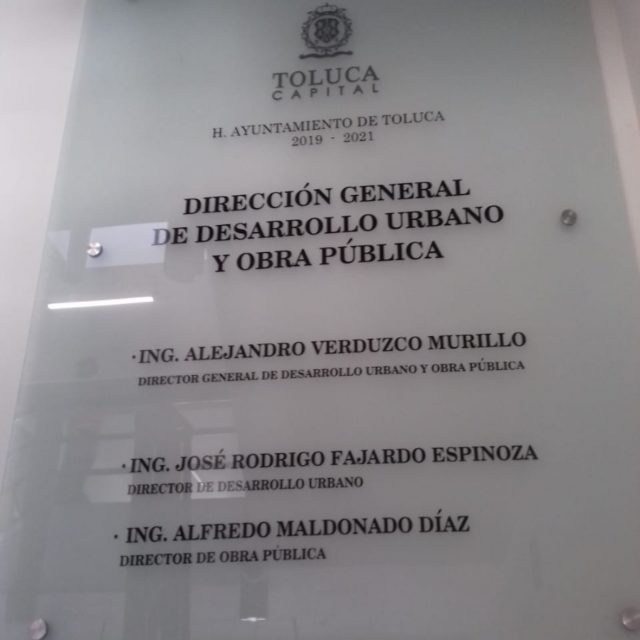 TOLUCA
CAPITAL
H. AYUNTAMIENTO DE TOLUCA
2019 - 2021
DIRECCIÓN GENERAL
DE DESARROLLO URBANO
Y OBRA PÚBLICA
·ING. ALEJANDRO VERDUZCO MURILLO
DIRECTOR GENERAL DE DESARROLLO URBANO Y OBRA PÚBLICA
·ING. JOSÉ RODRIGO FAJARDO ESPINOZA
DIRECTOR DE DESARROLLO URBANO
· ING. ALFREDO MALDONADO DÍAZ
DIRECTOR DE OBRA PÚBLICA